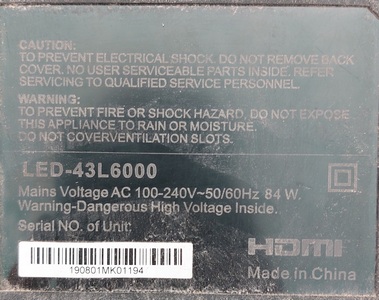 CAUTION:
TO PREVENT ELECTRICAL SHOCK, DO NOT REMOVE BACK
COVER. NO USER SERVICEABLE PARTS INSIDE. REFER
SERVICING TO QUALIFIED SERVICE PERSONNEL.
WARNING:
TO PREVENT FIRE OR SHOCK HAZARD, DO NOT EXPOSE
THIS APPLIANCE TO RAIN OR MOISTURE.
DO NOT COVERVENTILATION SLOTS.
LED-43L6000
Mains Voltage AC 100-240V~50/60Hz 84 W.
Warning-Dangerous High Voltage Inside.
Serial NO. of Unit:
190801MK01194
HDMI
Made in China